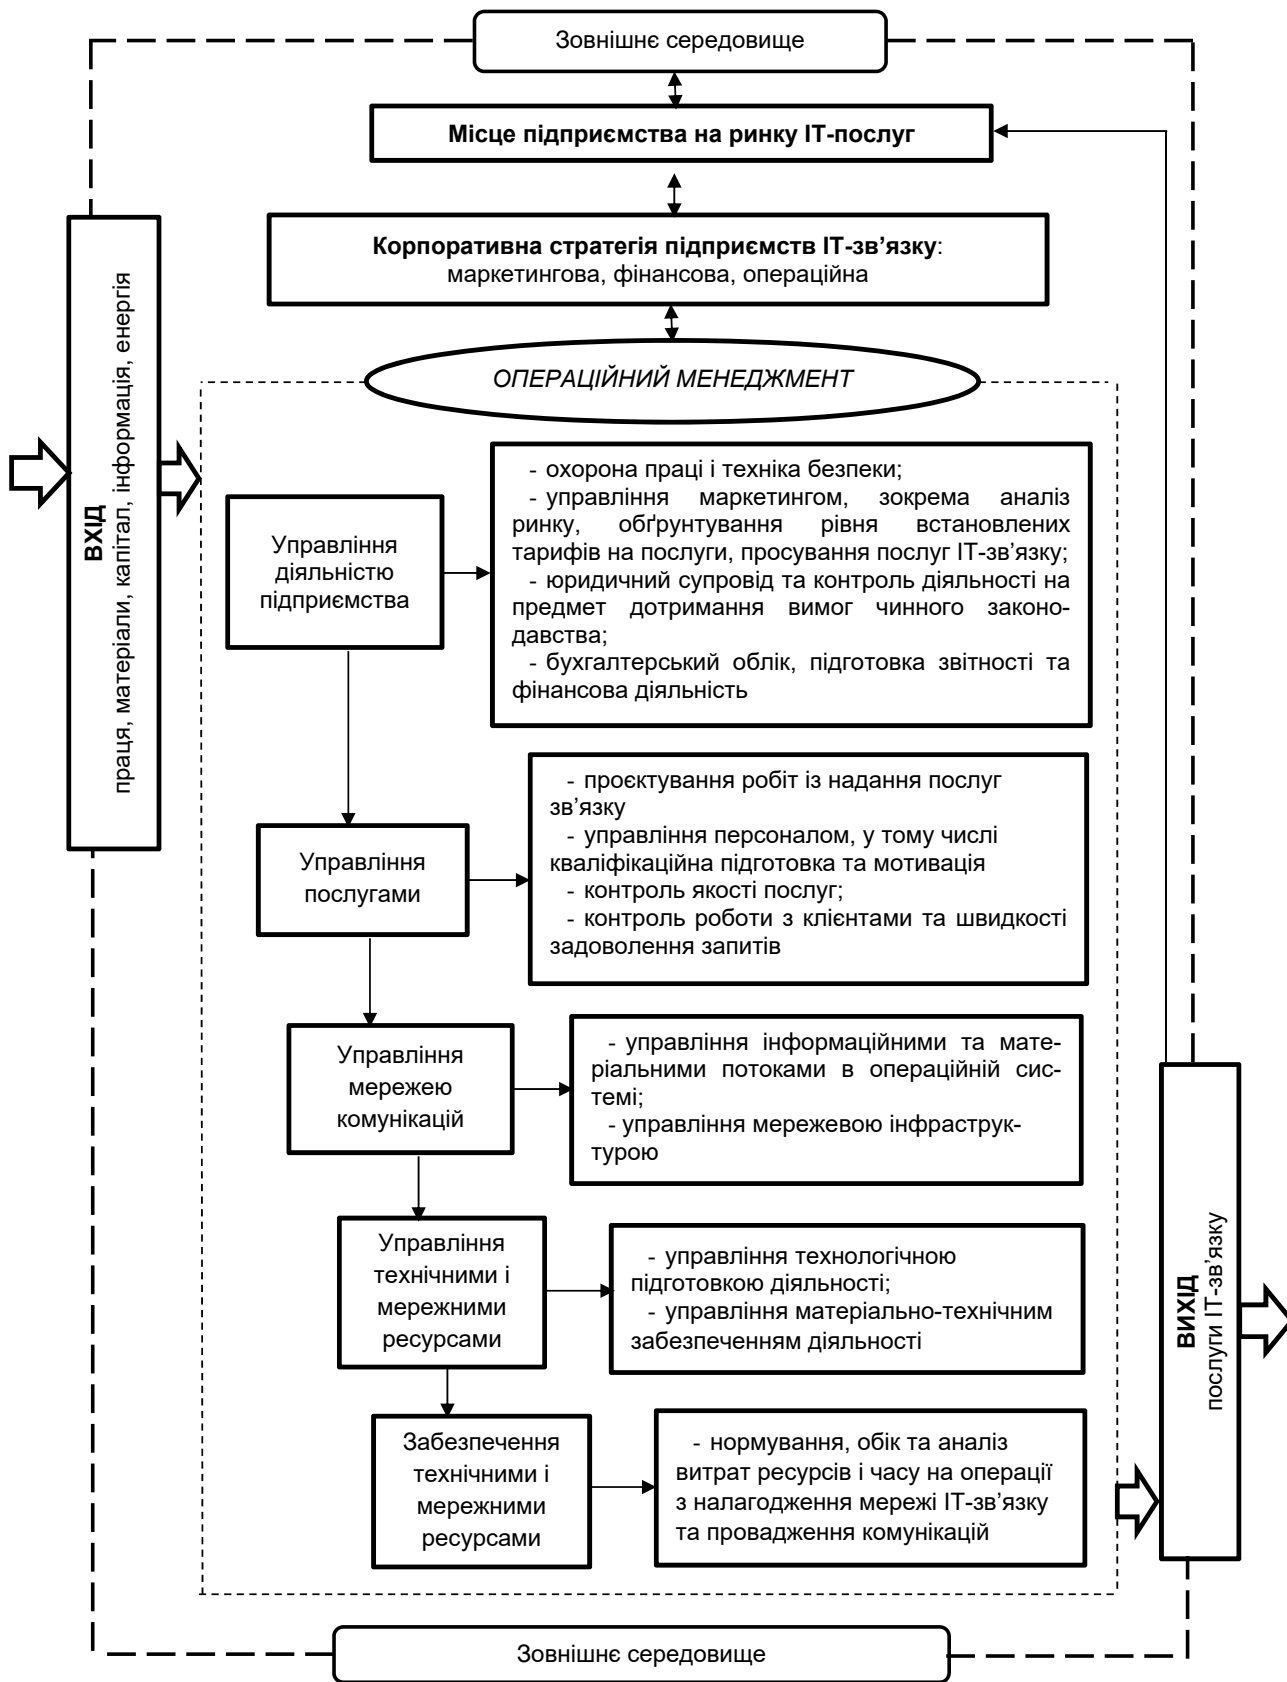 Зовнішнє середовище
Місце підприємства на ринку ІТ-послуг
Корпоративна стратегія підприємств ІТ-зв’язку:
маркетингова, фінансова, операційна
ОПЕРАЦІЙНИЙ МЕНЕДЖМЕНТ
ВХІД
праця, матеріали, капітал, інформація, енергія
Управління
діяльністю
підприємства
- охорона праці і техніка безпеки;
- управління маркетингом, зокрема аналіз
ринку, обґрунтування рівня встановлених
тарифів на послуги, просування послуг ІТ-зв’язку;
- юридичний супровід та контроль діяльності на
предмет дотримання вимог чинного законо-
давства;
- бухгалтерський облік, підготовка звітності та
фінансова діяльність
Управління
послугами
- проєктування робіт із надання послуг
зв’язку
- управління персоналом, у тому числі
кваліфікаційна підготовка та мотивація
- контроль якості послуг;
- контроль роботи з клієнтами та швидкості
задоволення запитів
Управління
мережею
комунікацій
- управління інформаційними та мате-
ріальними потоками в операційній сис-
темі;
- управління мережевою інфраструк-
турою
Управління
технічними і
мережними
ресурсами
- управління технологічною
підготовкою діяльності;
- управління матеріально-технічним
забезпеченням діяльності
Забезпечення
технічними і
мережними
ресурсами
- нормування, обік та аналіз
витрат ресурсів і часу на операції
з налагодження мережі ІТ-зв’язку
та провадження комунікацій
ВИХІД
послуги ІТ-зв’язку
Зовнішнє середовище